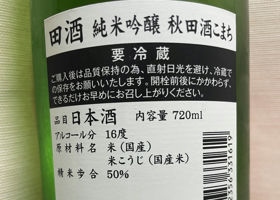 田酒 純米吟醸 秋田酒こまち
要冷蔵
ご購入後は品質保持の為、直射日光を避け、冷蔵で
の保存をお願いいたします。開栓前後にかかわらず、
できるだけお早めにお召し上がりください。
品目 日本酒 内容量 720ml
アルコール分 16度
原材料名 米(国産)
米こうじ(国産米)
精米歩合 50%